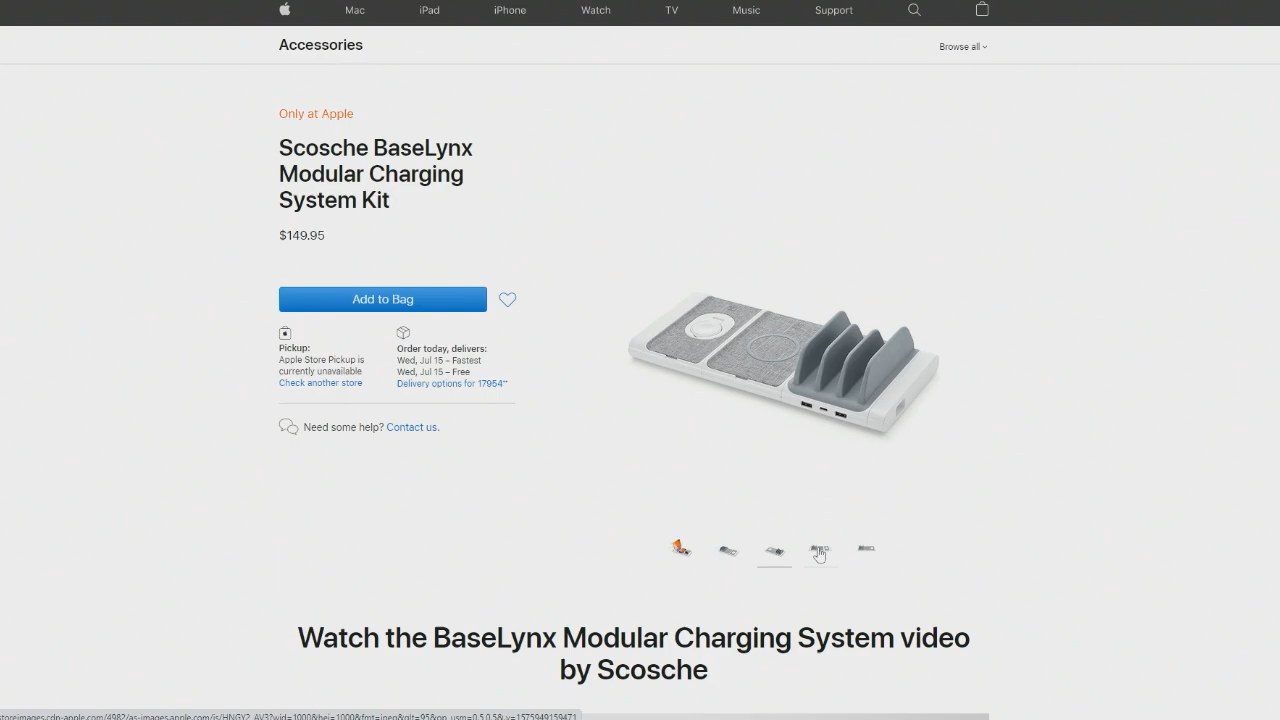 Mac iPad iPhone Watch TV Music Support
Accessories
Browse all
Only at Apple
Scosche BaseLynx
Modular Charging
System Kit
$149.95
Add to Bag
Pickup:
Apple Store Pickup is
currently unavailable
Check another store
Order today, delivers:
Wed, Jul 15 – Fastest
Wed, Jul 15 – Free
Delivery options for 17954**
Need some help? Contact us.
Watch the BaseLynx Modular Charging System video
by Scosche